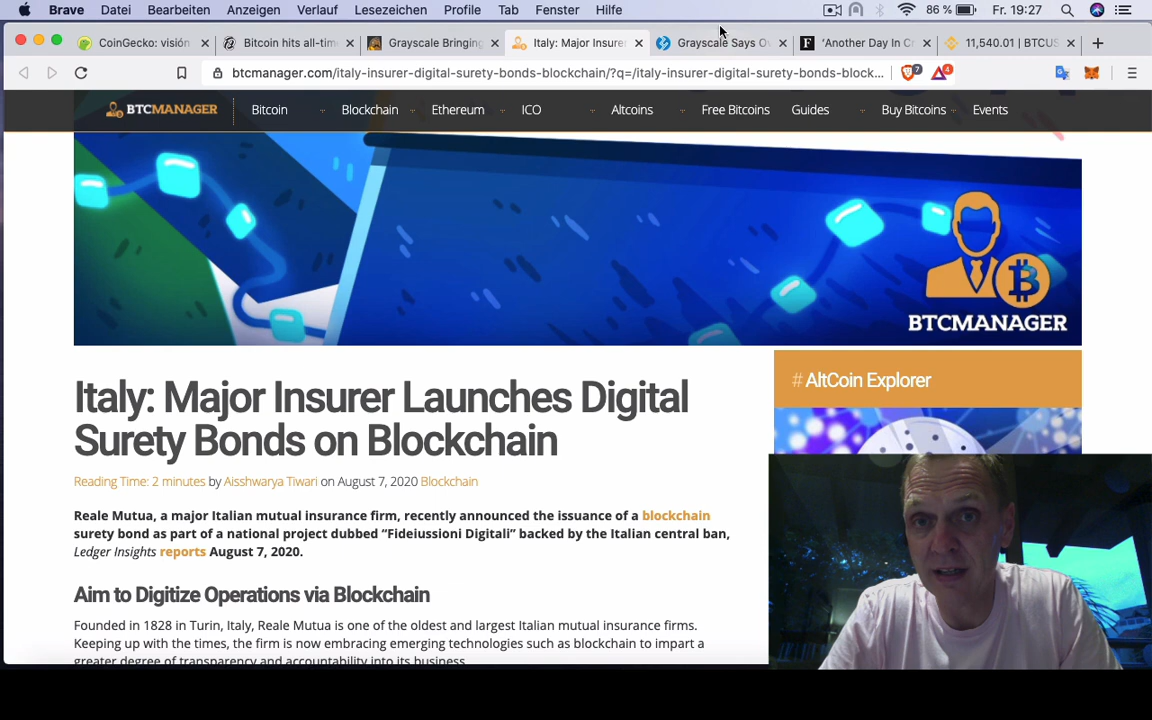 Brave Datei Bearbeiten Anzeigen Verlauf Lesezeichen Profile Tab Fenster Hilfe 86 % Fr. 19:27
CoinGecko: visión Bitcoin hits all-tim Grayscale Bringing Italy: Major Insurer Grayscale Says O 'Another Day In C 11,540.01 | BTCUS
btcmanager.com/italy-insurer-digital-surety-bonds-blockchain/?q=/italy-insurer-digital-surety-bonds-block... 7 4
BTCMANAGER Bitcoin Blockchain Ethereum ICO Altcoins Free Bitcoins Guides Buy Bitcoins Events
BTCMANAGER
Italy: Major Insurer Launches Digital
Surety Bonds on Blockchain
Reading Time: 2 minutes by Aisshwarya Tiwari on August 7, 2020 Blockchain
Reale Mutua, a major Italian mutual insurance firm, recently announced the issuance of a blockchain
surety bond as part of a national project dubbed “Fideiussioni Digitali” backed by the Italian central ban,
Ledger Insights reports August 7, 2020.
Aim to Digitize Operations via Blockchain
Founded in 1828 in Turin, Italy, Reale Mutua is one of the oldest and largest Italian mutual insurance firms.
Keeping up with the times, the firm is now embracing emerging technologies such as blockchain to impart a
greater degree of transparency and accountability into its business.
# AltCoin Explorer